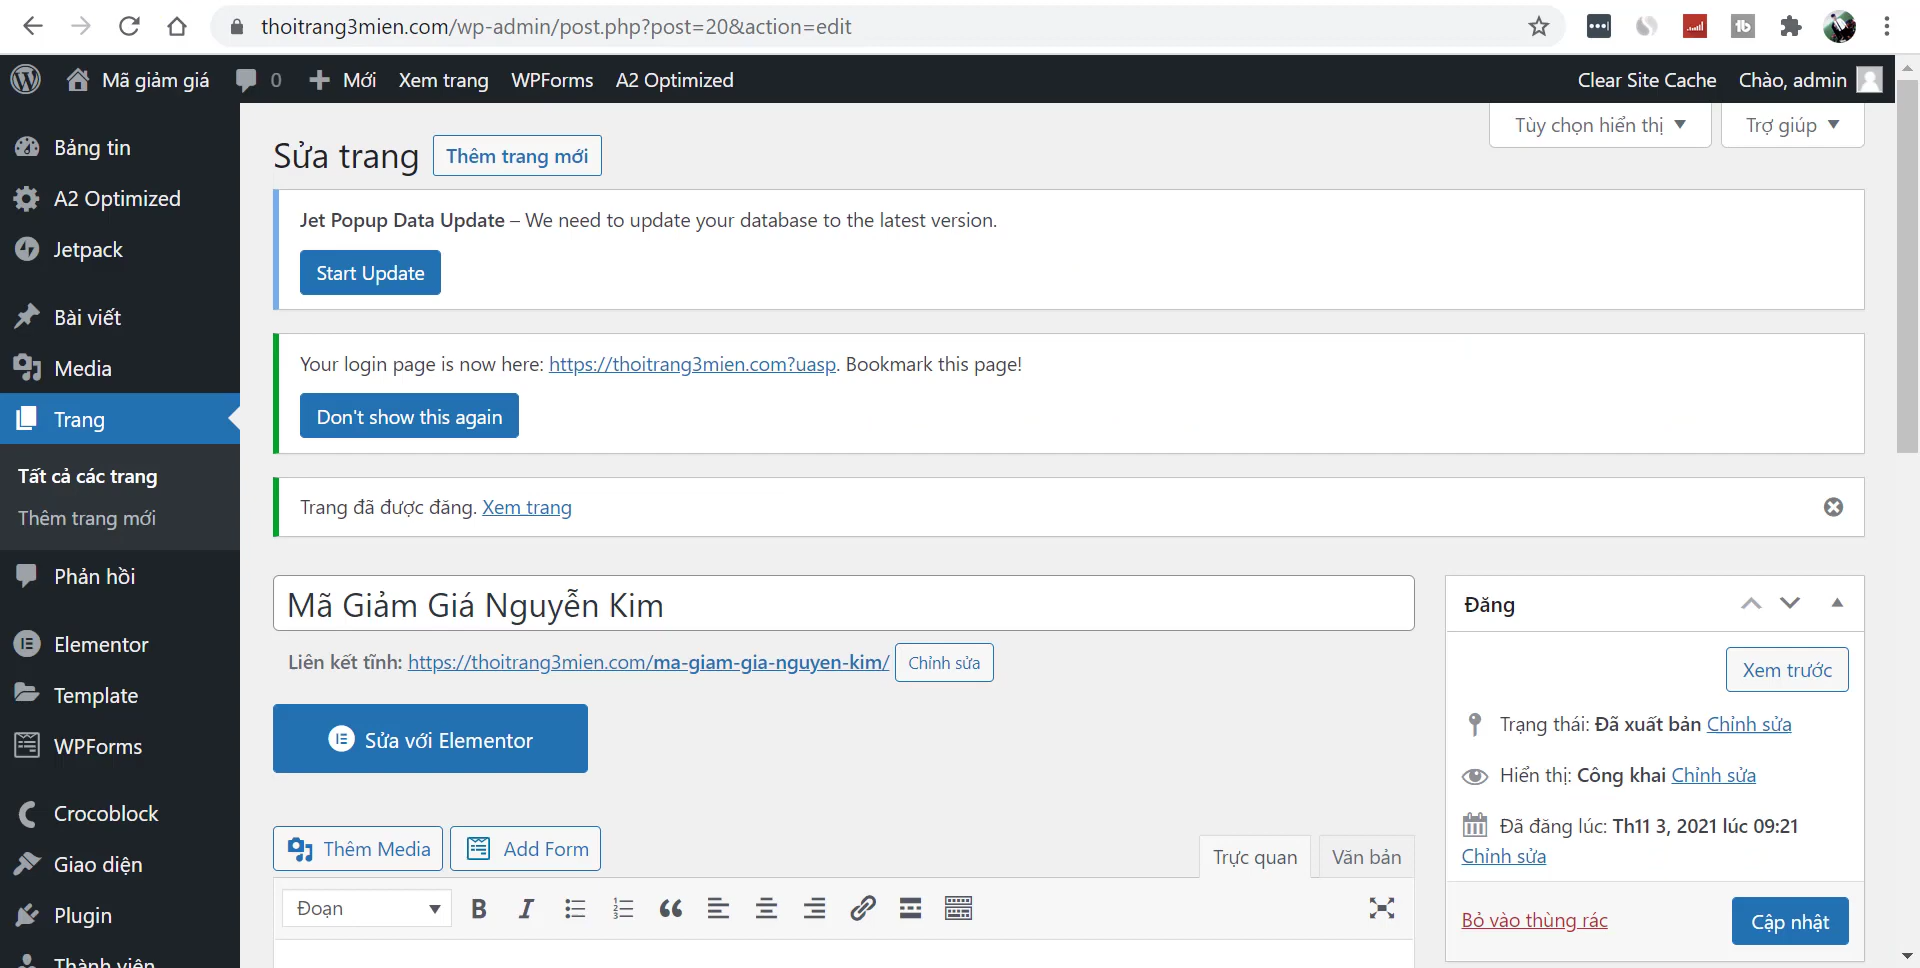 thoitrang3mien.com/wp-admin/post.php?post=20&action=edit
Mã giảm giá 0 Mới Xem trang WPForms A2 Optimized Clear Site Cache Chào, admin
Tùy chọn hiển thị Trợ giúp
Bảng tin
A2 Optimized
Jetpack
Bài viết
Media
Trang
Tất cả các trang
Thêm trang mới
Phản hồi
Elementor
Template
WPForms
Crocoblock
Giao diện
Plugin
Thành viên
Sửa trang Thêm trang mới
Jet Popup Data Update – We need to update your database to the latest version.
Start Update
Your login page is now here: https://thoitrang3mien.com?uasp. Bookmark this page!
Don't show this again
Trang đã được đăng. Xem trang
Mã Giảm Giá Nguyễn Kim
Liên kết tĩnh: https://thoitrang3mien.com/ma-giam-gia-nguyen-kim/ Chỉnh sửa
Sửa với Elementor
Thêm Media Add Form
Trực quan Văn bản
Đoạn
Đăng
Xem trước
Trạng thái: Đã xuất bản Chỉnh sửa
Hiển thị: Công khai Chỉnh sửa
Đã đăng lúc: Th11 3, 2021 lúc 09:21
Chỉnh sửa
Bỏ vào thùng rác Cập nhật